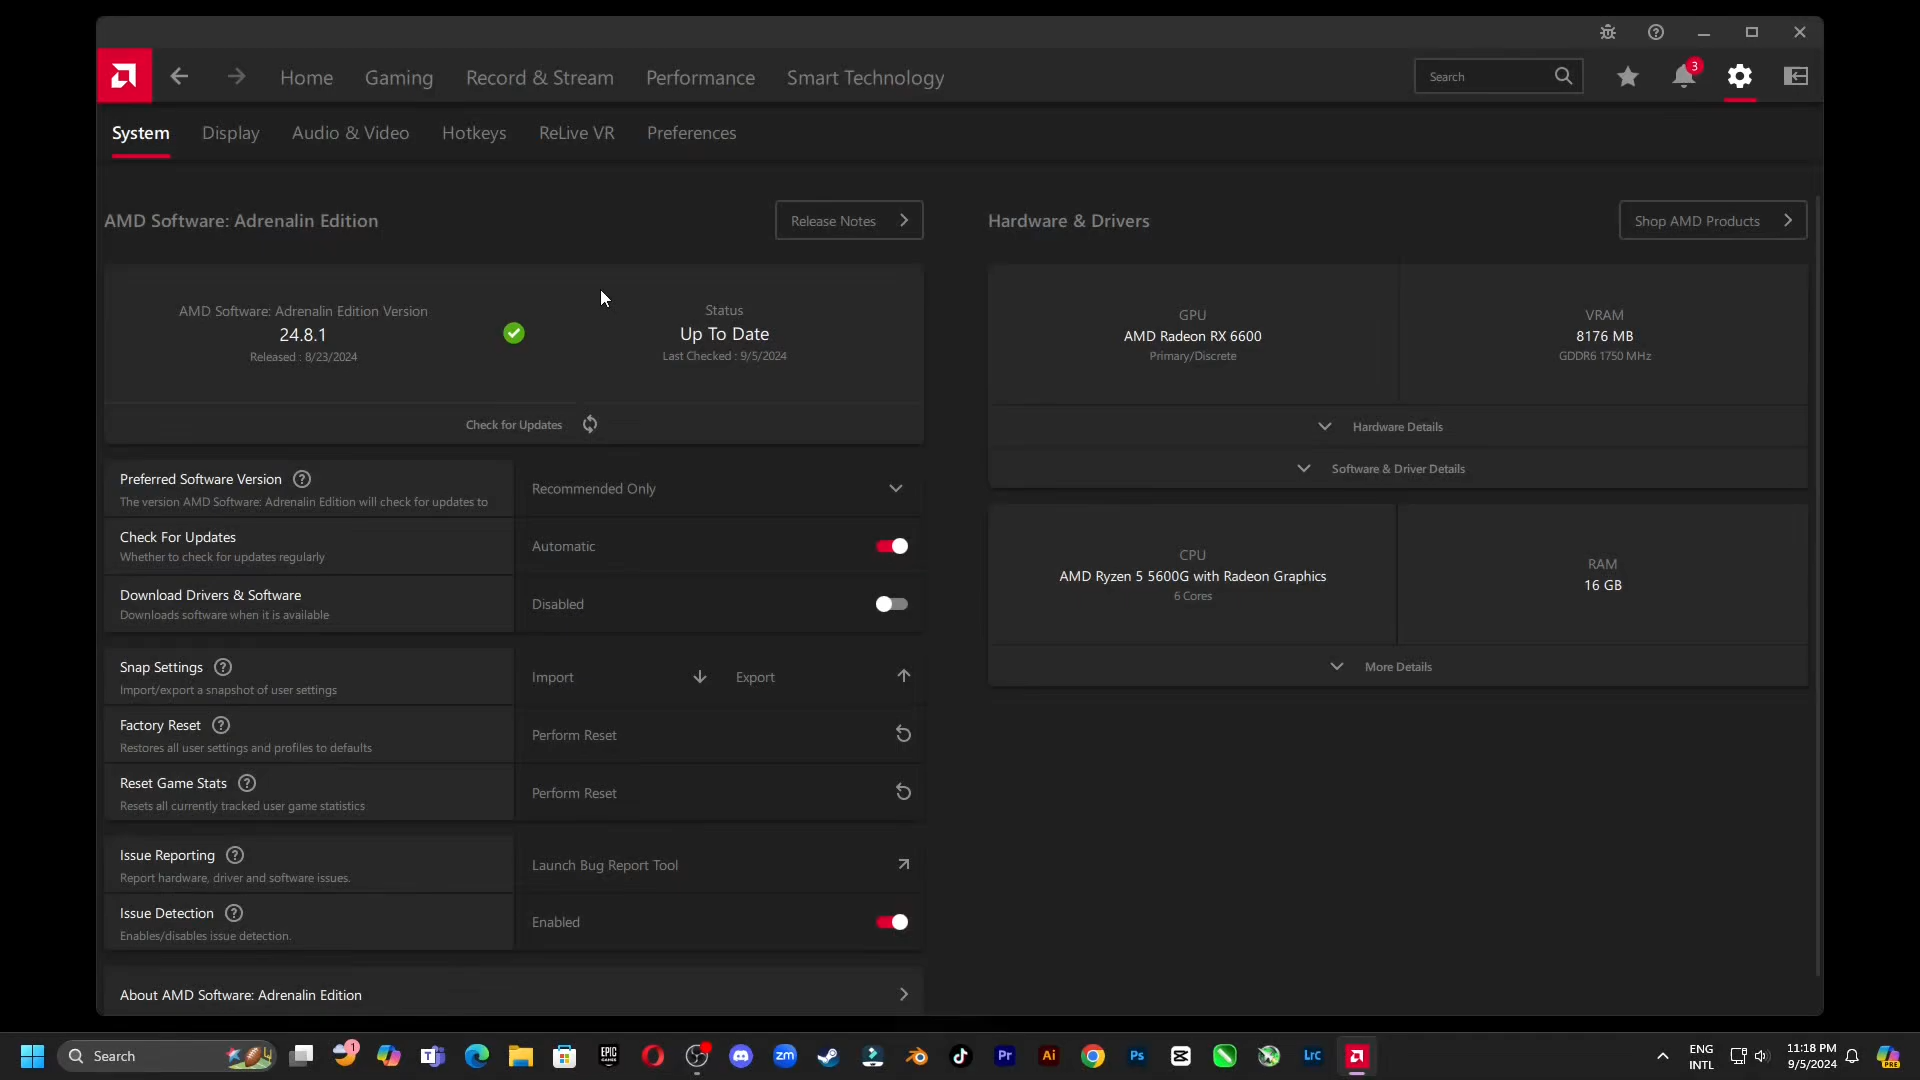 Home Gaming Record & Stream Performance Smart Technology Search 3
System Display Audio & Video Hotkeys ReLive VR Preferences
AMD Software: Adrenalin Edition
Release Notes
AMD Software: Adrenalin Edition Version
24.8.1
Released : 8/23/2024
Status
Up To Date
Last Checked : 9/5/2024
Check for Updates
Preferred Software Version
The version AMD Software: Adrenalin Edition will check for updates to
Recommended Only
Check For Updates
Whether to check for updates regularly
Automatic
Download Drivers & Software
Downloads software when it is available
Disabled
Snap Settings
Import/export a snapshot of user settings
Import
Export
Factory Reset
Restores all user settings and profiles to defaults
Perform Reset
Reset Game Stats
Resets all currently tracked user game statistics
Perform Reset
Issue Reporting
Report hardware, driver and software issues.
Launch Bug Report Tool
Issue Detection
Enables/disables issue detection.
Enabled
About AMD Software: Adrenalin Edition
Hardware & Drivers
Shop AMD Products
GPU
AMD Radeon RX 6600
Primary/Discrete
VRAM
8176 MB
GDDR6 1750 MHz
Hardware Details
Software & Driver Details
CPU
AMD Ryzen 5 5600G with Radeon Graphics
6 Cores
RAM
16 GB
More Details
Search 1 EPIC GAMES zm Pr Ai Ps Lrc
ENG
INTL
11:18 PM
9/5/2024
PRE